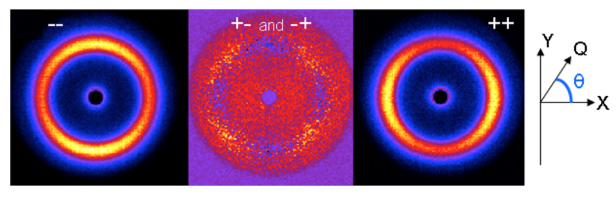 --
+- and -+
++
Y
Q
θ
X